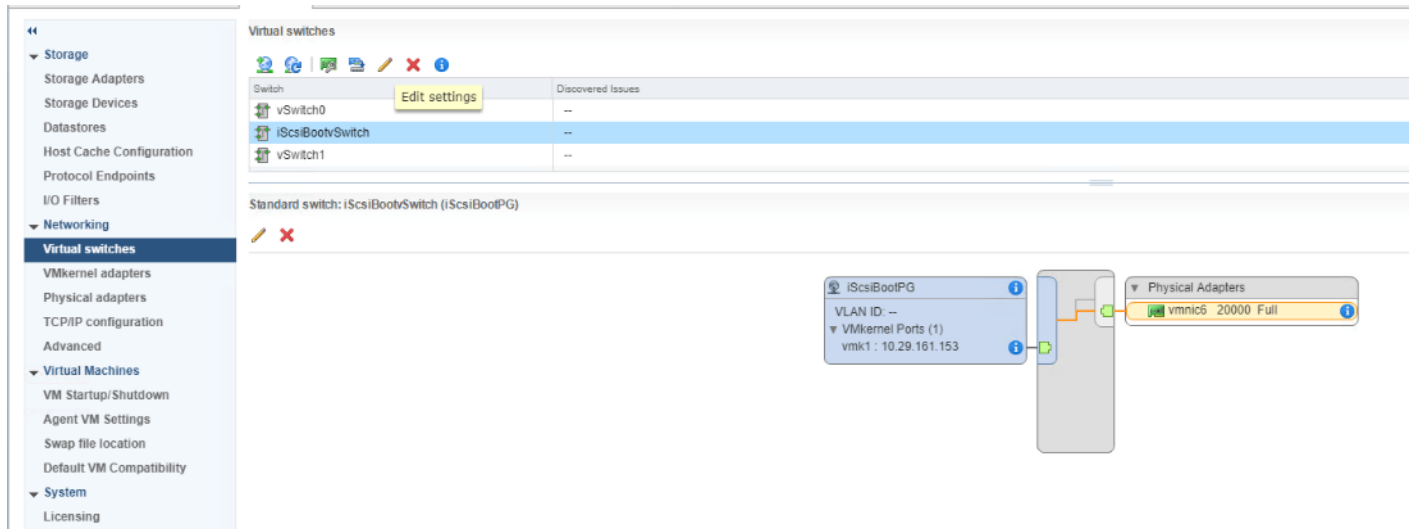 Storage
Storage Adapters
Storage Devices
Datastores
Host Cache Configuration
Protocol Endpoints
I/O Filters
Networking
Virtual switches
VMkernel adapters
Physical adapters
TCP/IP configuration
Advanced
Virtual Machines
VM Startup/Shutdown
Agent VM Settings
Swap file location
Default VM Compatibility
System
Licensing
Virtual switches
Switch Discovered Issues
Edit settings
vSwitch0 --
iScsiBootvSwitch --
vSwitch1 --
Standard switch: iScsiBootvSwitch (iScsiBootPG)
iScsiBootPG
VLAN ID: --
VMkernel Ports (1)
vmk1 : 10.29.161.153
Physical Adapters
vmnic6 20000 Full